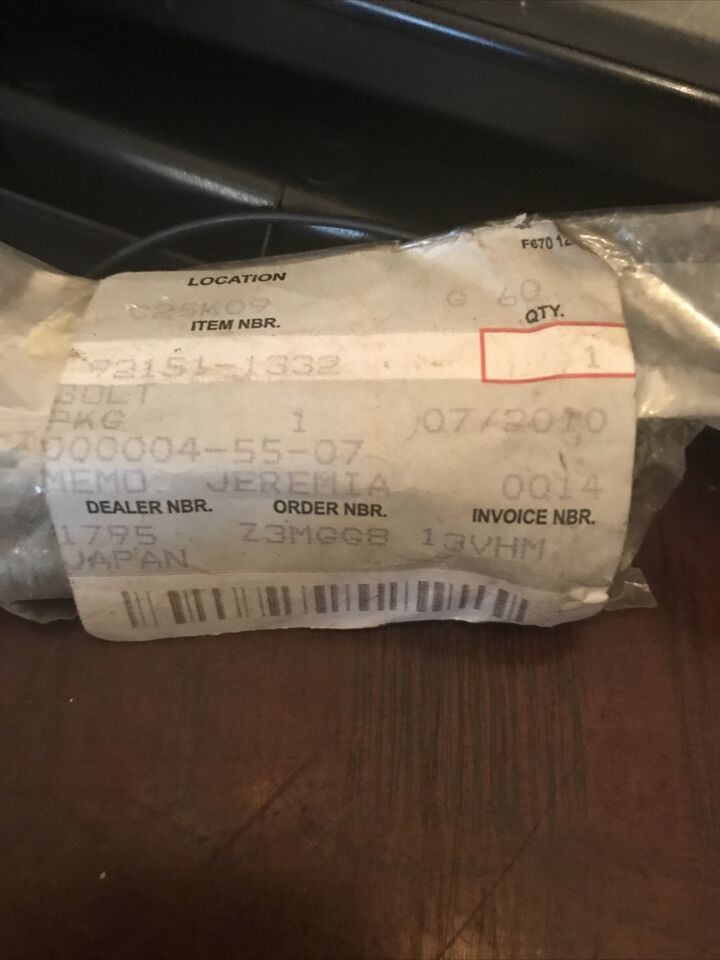 F670 12
LOCATION
C25K09 G 60
ITEM NBR. QTY.
92151-1332 1
BOLT
PKG 1 07/2010
000004-55-07
MEMO: JEREMIA 0014
DEALER NBR. ORDER NBR. INVOICE NBR.
1795 Z3MGG8 13VHM
JAPAN